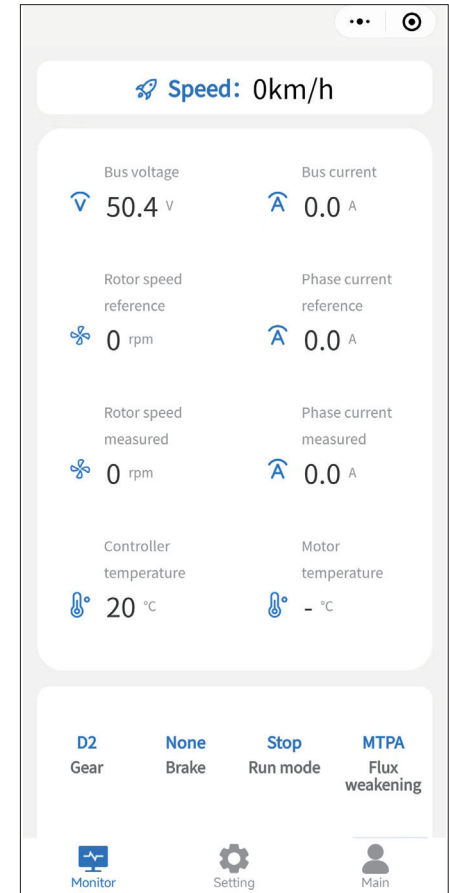 Speed: 0km/h
Bus voltage
50.4 V
Bus current
0.0 A
Rotor speed
reference
0 rpm
Phase current
reference
0.0 A
Rotor speed
measured
0 rpm
Phase current
measured
0.0 A
Controller
temperature
20 °C
Motor
temperature
- °C
D2
Gear
None
Brake
Stop
Run mode
MTPA
Flux
weakening
Monitor
Setting
Main